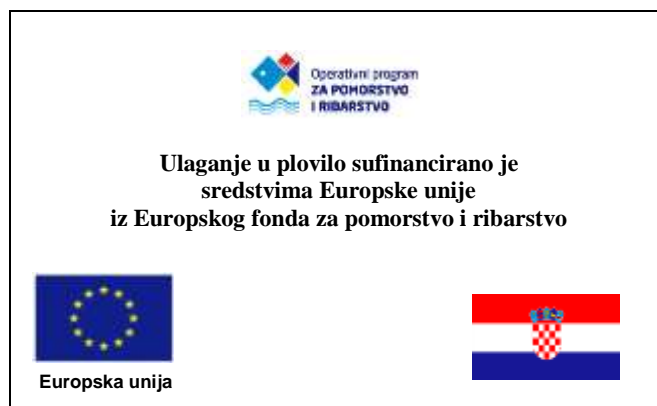 Operativni program
ZA POMORSTVO
I RIBARSTVO
Ulaganje u plovilo sufinancirano je
sredstvima Europske unije
iz Europskog fonda za pomorstvo i ribarstvo
Europska unija